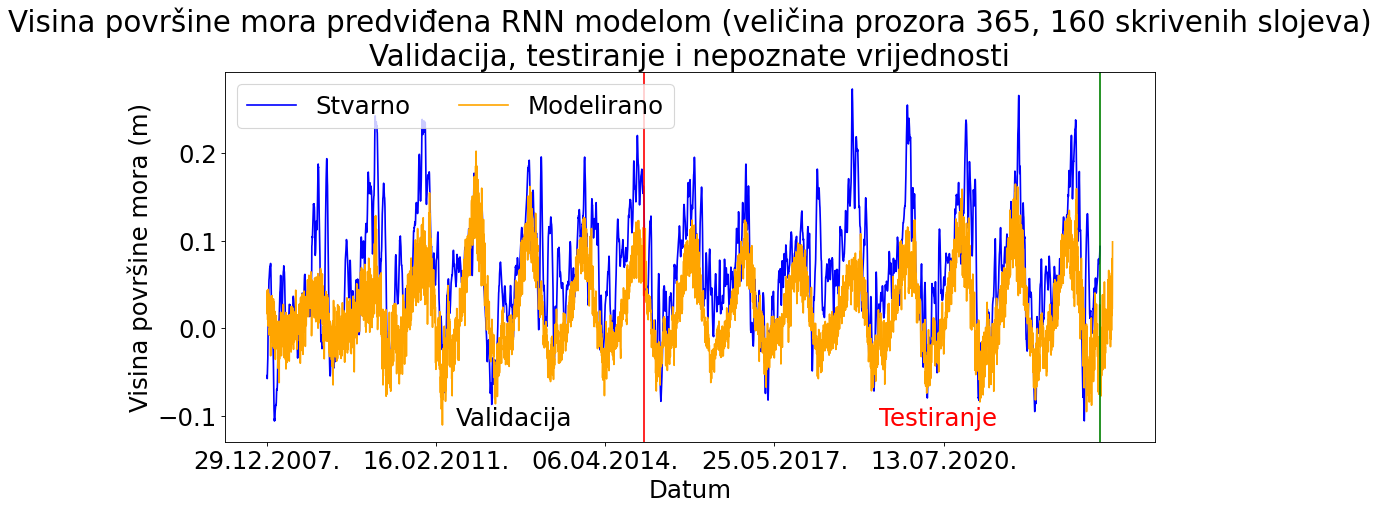 Visina površine mora predviđena RNN modelom (veličina prozora 365, 160 skrivenih slojeva)
Validacija, testiranje i nepoznate vrijednosti
Stvarno Modelirano
Visina površine mora (m)
0.2
0.1
0.0
−0.1
Validacija Testiranje
29.12.2007. 16.02.2011. 06.04.2014. 25.05.2017. 13.07.2020.
Datum